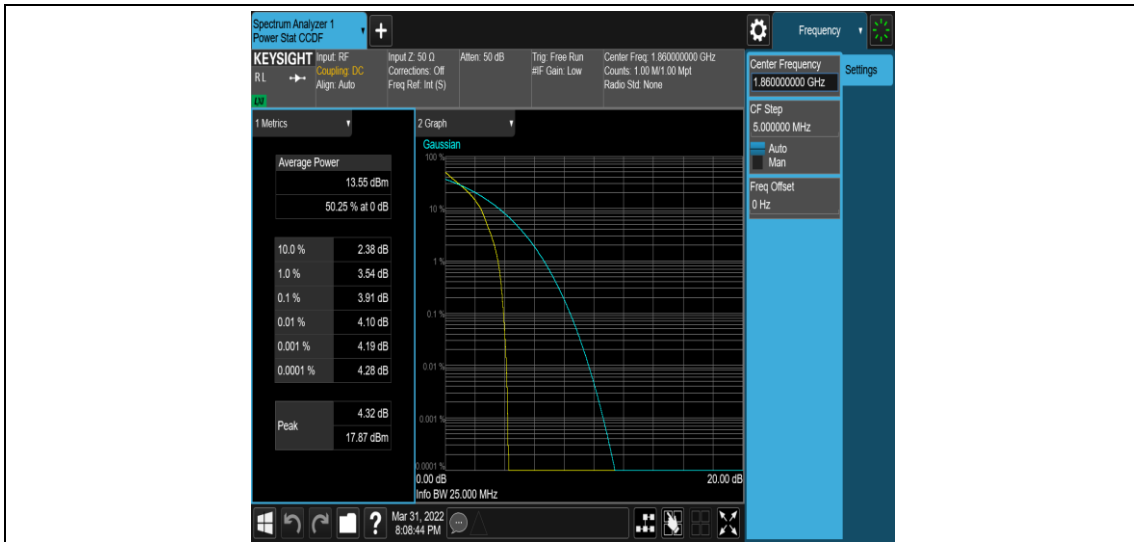 Spectrum Analyzer 1
Power Stat CCDF
+
Frequency
KEYSIGHT
RL
LXI
Input: RF
Coupling: DC
Align: Auto
Input Z: 50 Ω
Corrections: Off
Freq Ref: Int (S)
Atten: 50 dB
Trig: Free Run
#IF Gain: Low
Center Freq: 1.860000000 GHz
Counts: 1.00 M/1.00 Mpt
Radio Std: None
Center Frequency
1.860000000 GHz
Settings
CF Step
5.000000 MHz
Auto
Man
Freq Offset
0 Hz
1 Metrics
Average Power
13.55 dBm
50.25 % at 0 dB
10.0 % 2.38 dB
1.0 % 3.54 dB
0.1 % 3.91 dB
0.01 % 4.10 dB
0.001 % 4.19 dB
0.0001 % 4.28 dB
Peak
4.32 dB
17.87 dBm
2 Graph
Gaussian
100 %
10 %
1 %
0.1 %
0.01 %
0.001 %
0.0001 %
0.00 dB 20.00 dB
Info BW 25.000 MHz
?
Mar 31, 2022
8:08:44 PM